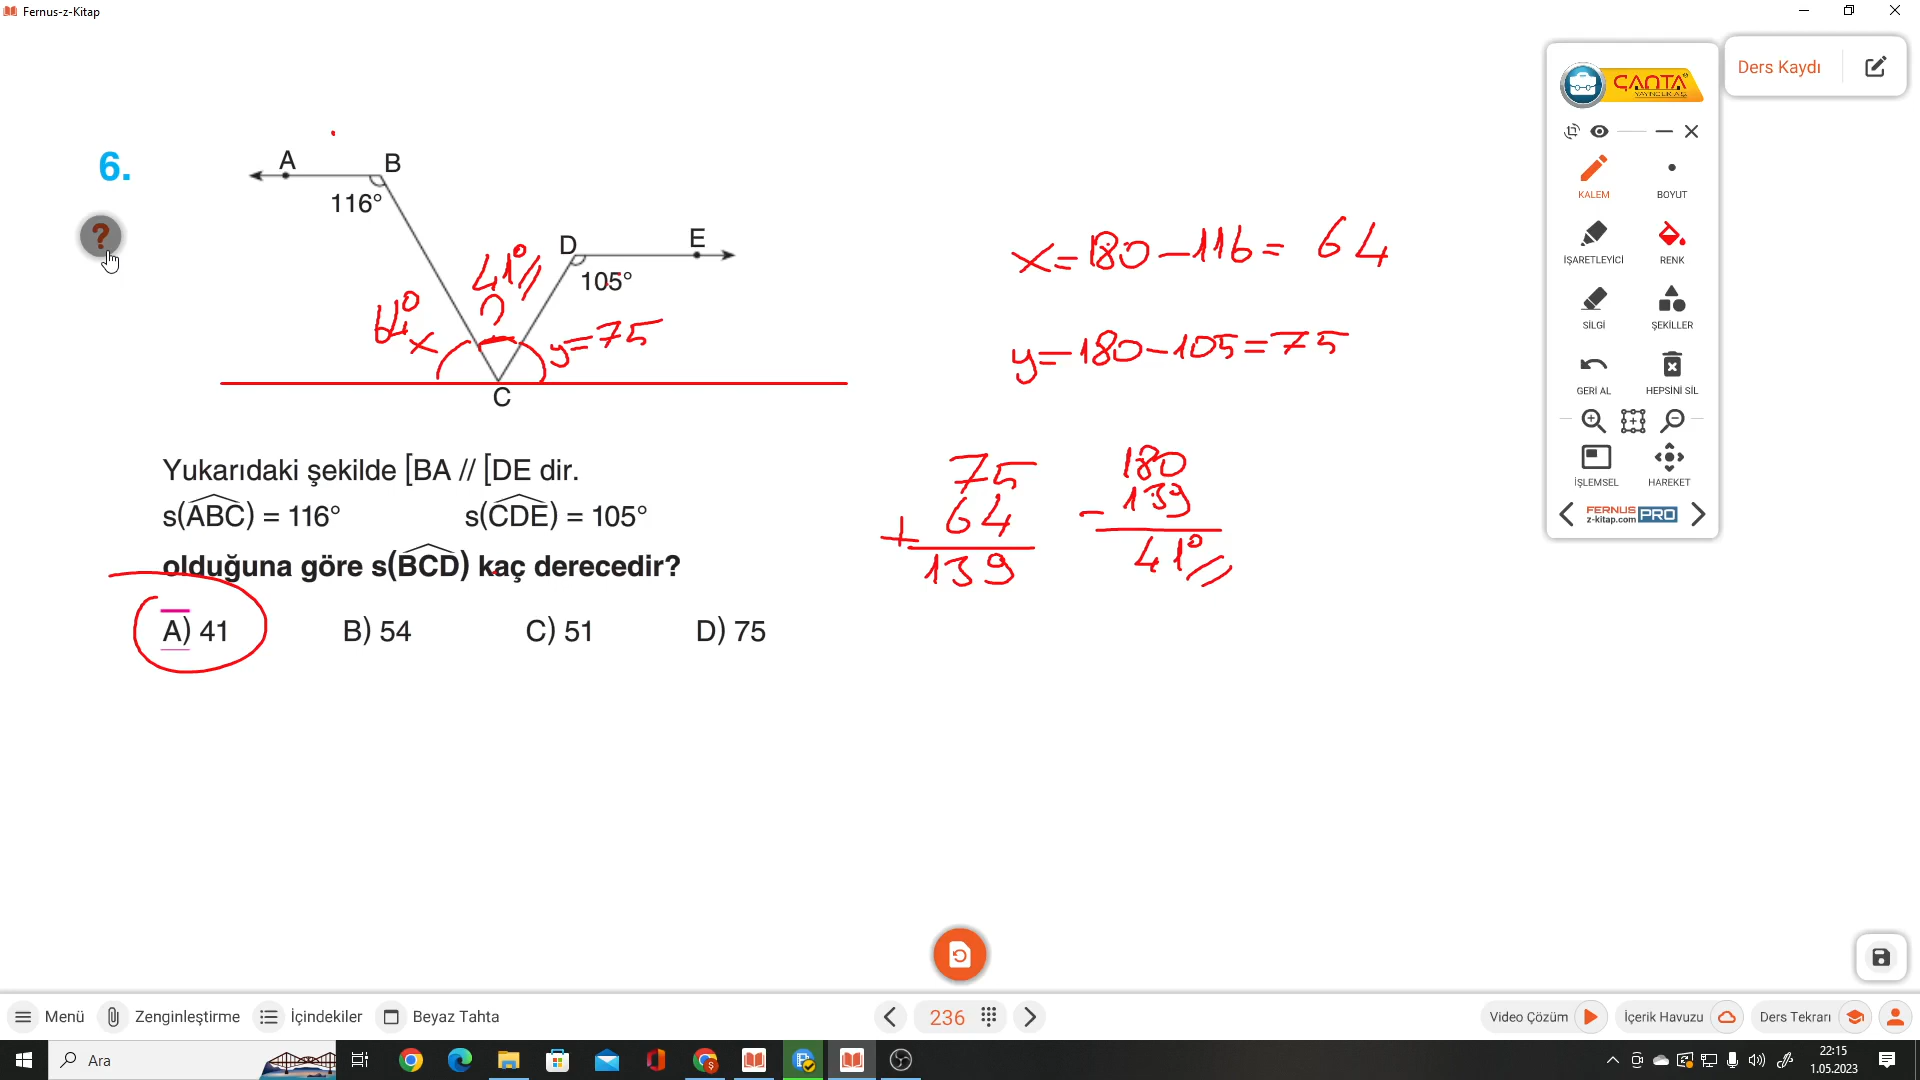 Fernus-z-Kitap
ÇANTA
YAYINCILIK A.Ş.
Ders Kaydı
KALEM
BOYUT
İŞARETLEYİCİ
RENK
SİLGİ
ŞEKİLLER
GERİ AL
HEPSİNİ SİL
İŞLEMSEL
HAREKET
FERNUS
z-kitap.com PRO
6.
?
A
B
116°
D
E
105°
C
41°
64°
x
y=75
x=180-116= 64
y=180-105=75
75
+ 64
139
180
- 139
41°
Yukarıdaki şekilde [BA // [DE dir.
s(ABC) = 116° s(CDE) = 105°
olduğuna göre s(BCD) kaç derecedir?
A) 41 B) 54 C) 51 D) 75
Menü
Zenginleştirme
İçindekiler
Beyaz Tahta
236
Video Çözüm
İçerik Havuzu
Ders Tekrarı
Ara
22:15
1.05.2023